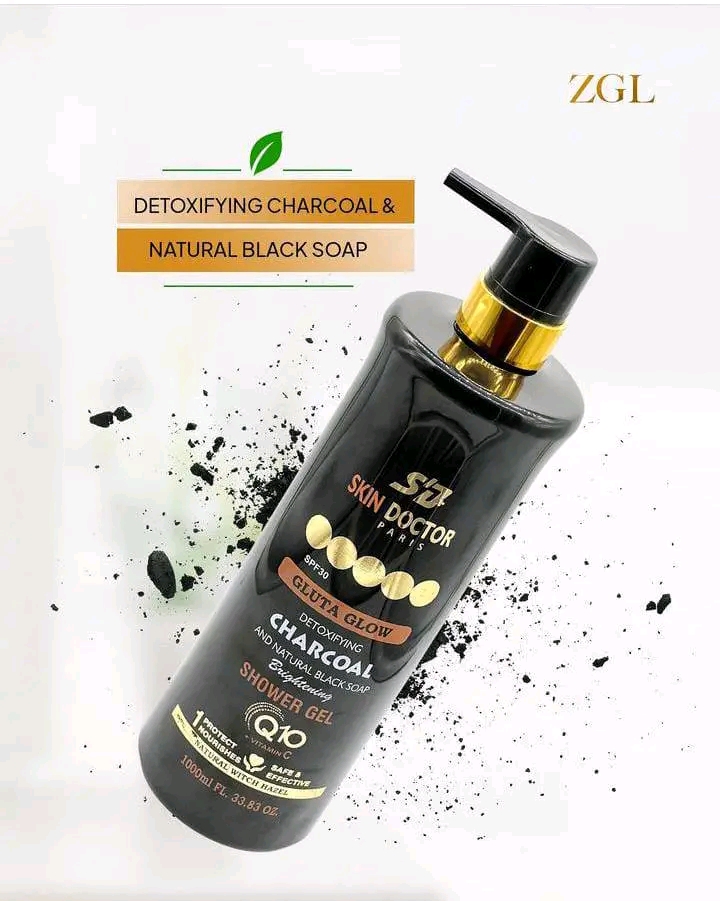 ZGL
DETOXIFYING CHARCOAL &
NATURAL BLACK SOAP
SD
SKIN DOCTOR
PARIS
SPF30
GLUTA GLOW
DETOXIFYING
CHARCOAL
AND NATURAL BLACK SOAP
Brightening
SHOWER GEL
Q10
+ VITAMIN C
1 PROTECT
NOURISHES
SAFE &
EFFECTIVE
NATURAL WITCH HAZEL
1000ml FL. 33.83 OZ.